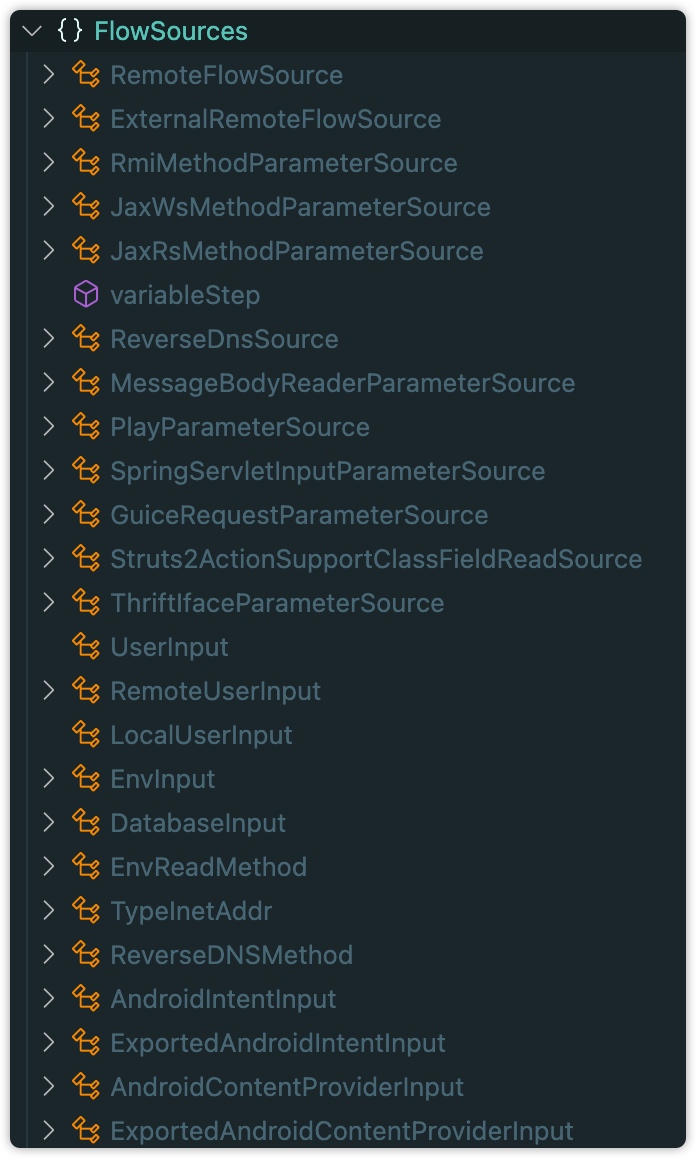 {} FlowSources
RemoteFlowSource
ExternalRemoteFlowSource
RmiMethodParameterSource
JaxWsMethodParameterSource
JaxRsMethodParameterSource
variableStep
ReverseDnsSource
MessageBodyReaderParameterSource
PlayParameterSource
SpringServletInputParameterSource
GuiceRequestParameterSource
Struts2ActionSupportClassFieldReadSource
ThriftIfaceParameterSource
UserInput
RemoteUserInput
LocalUserInput
EnvInput
DatabaseInput
EnvReadMethod
TypeInetAddr
ReverseDNSMethod
AndroidIntentInput
ExportedAndroidIntentInput
AndroidContentProviderInput
ExportedAndroidContentProviderInput